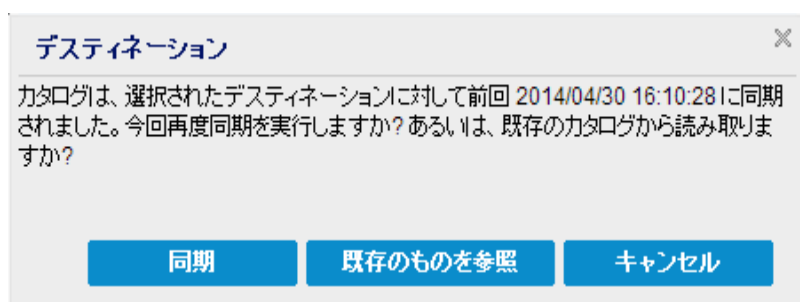 デスティネーション
カタログは、選択されたデスティネーションに対して前回 2014/04/30 16:10:28 に同期
されました。今回再度同期を実行しますか? あるいは、既存のカタログから読み取りま
すか?
同期 既存のものを参照 キャンセル